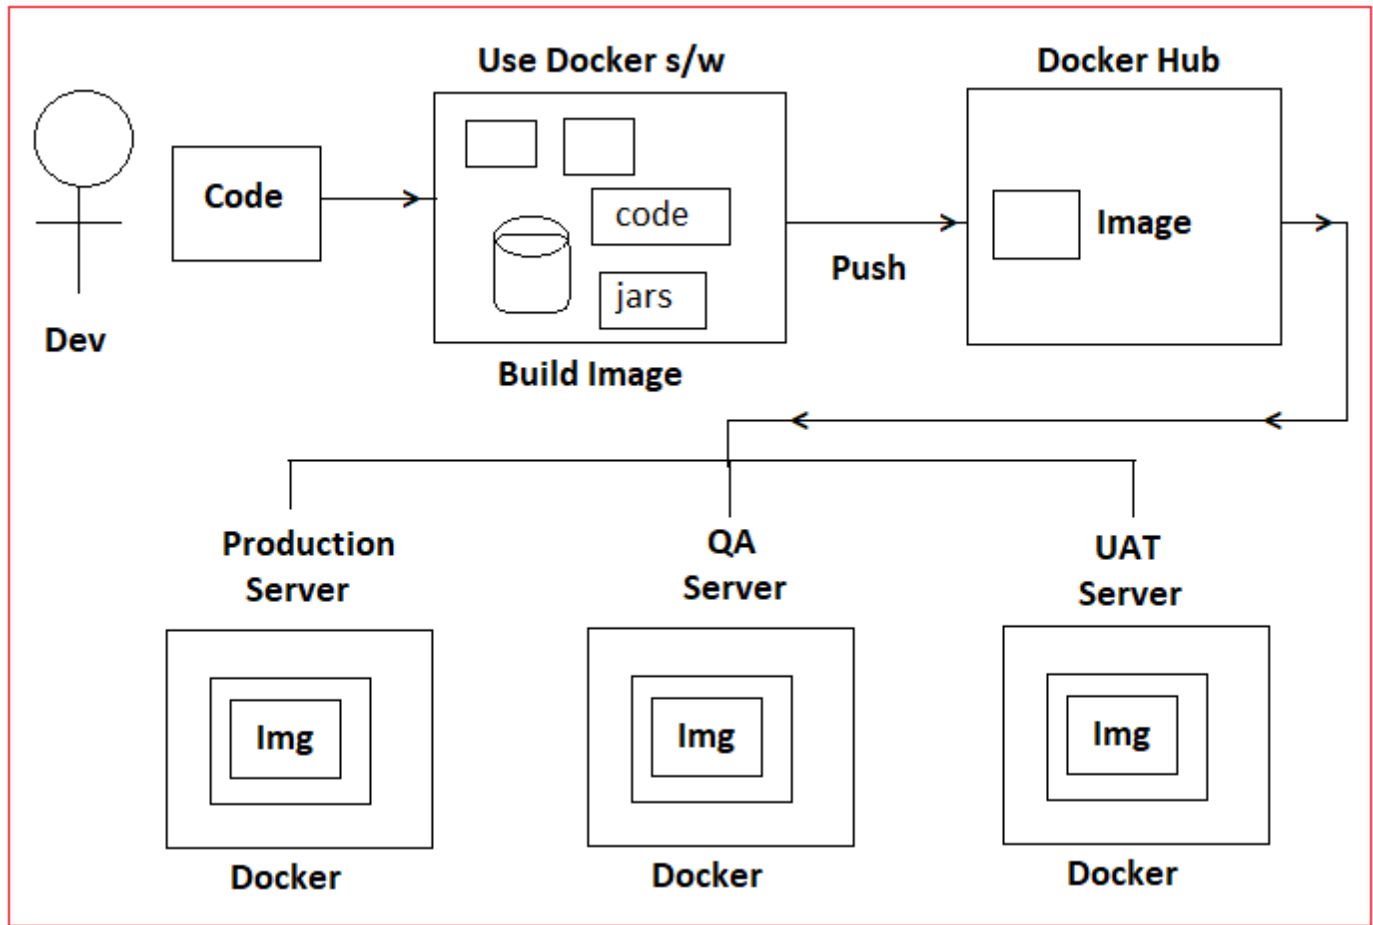 Use Docker s/w
Docker Hub
Code
code
jars
Dev
Build Image
Push
Image
Production
Server
QA
Server
UAT
Server
Img
Img
Img
Docker
Docker
Docker